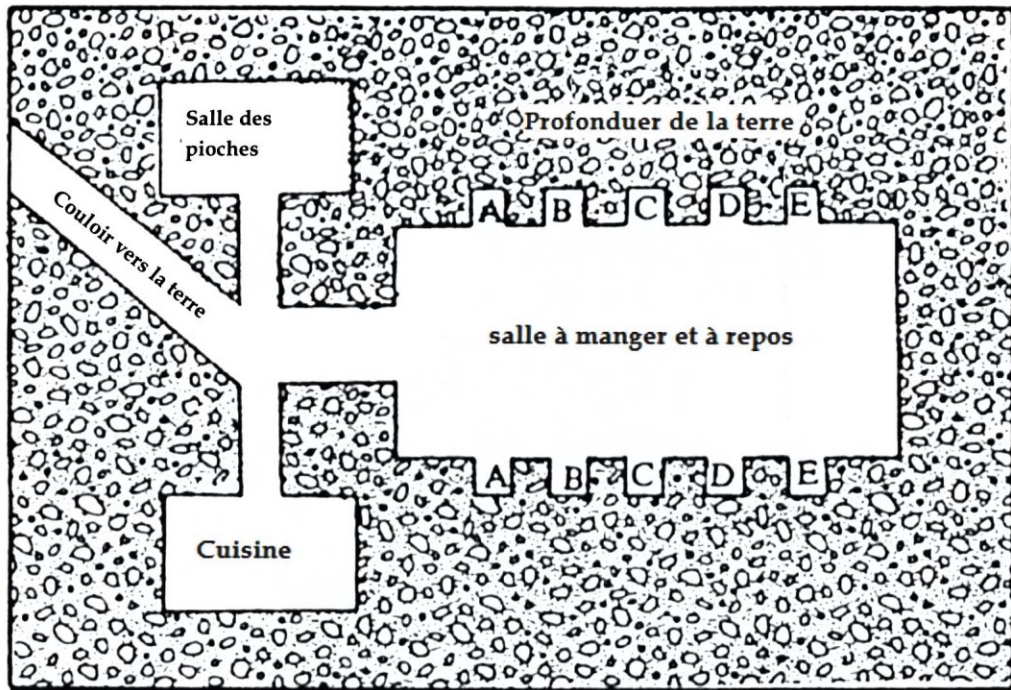 Salle des
pioches
Profonduer de la terre
A B C D E
Couloir vers la terre
salle à manger et à repos
A B C D E
Cuisine